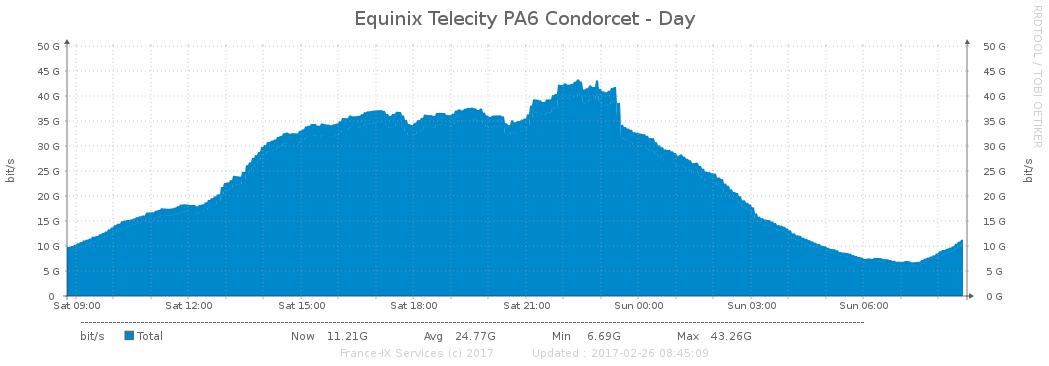 Equinix Telecity PA6 Condorcet - Day
RRDTOOL / TOBI OETIKER
50 G 50 G
45 G 45 G
40 G 40 G
35 G 35 G
30 G 30 G
25 G 25 G
20 G 20 G
15 G 15 G
10 G 10 G
5 G 5 G
0 0 G
bit/s bit/s
Sat 09:00 Sat 12:00 Sat 15:00 Sat 18:00 Sat 21:00 Sun 00:00 Sun 03:00 Sun 06:00
bit/s Total Now 11.21G Avg 24.77G Min 6.69G Max 43.26G
France-IX Services (c) 2017 Updated : 2017-02-26 08:45:09